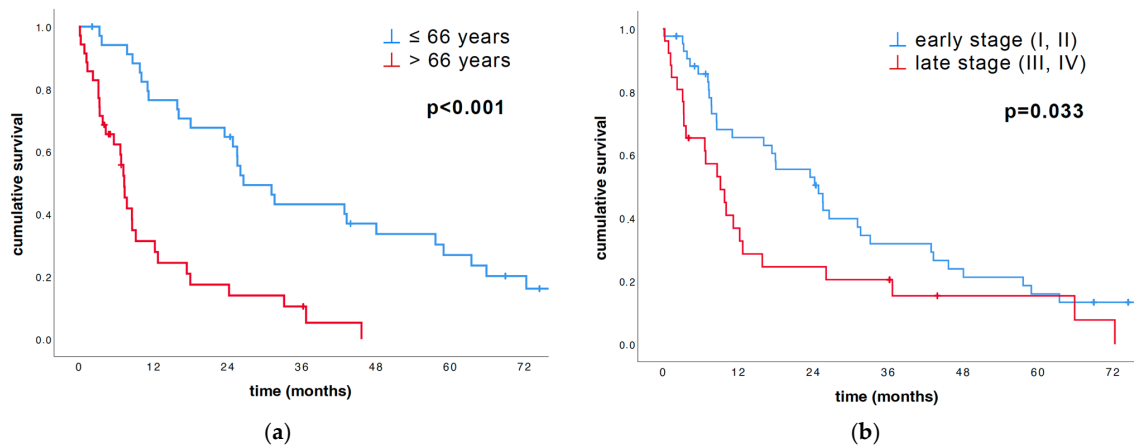 ≤ 66 years
> 66 years
p<0.001
cumulative survival
1.0
0.8
0.6
0.4
0.2
0.0
0 12 24 36 48 60 72
time (months)
(a)
early stage (I, II)
late stage (III, IV)
p=0.033
cumulative survival
1.0
0.8
0.6
0.4
0.2
0.0
0 12 24 36 48 60 72
time (months)
(b)